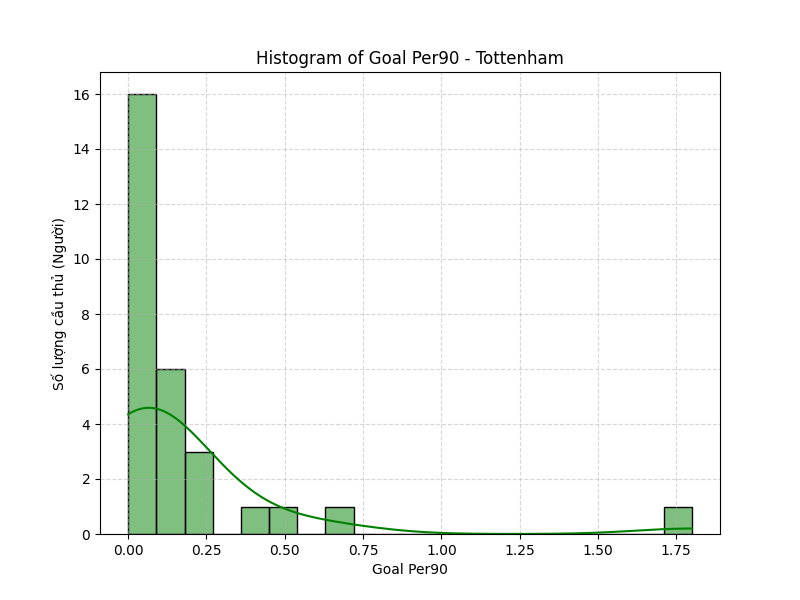 Histogram of Goal Per90 - Tottenham
Số lượng cầu thủ (Người)
16
14
12
10
8
6
4
2
0
0.00 0.25 0.50 0.75 1.00 1.25 1.50 1.75
Goal Per90